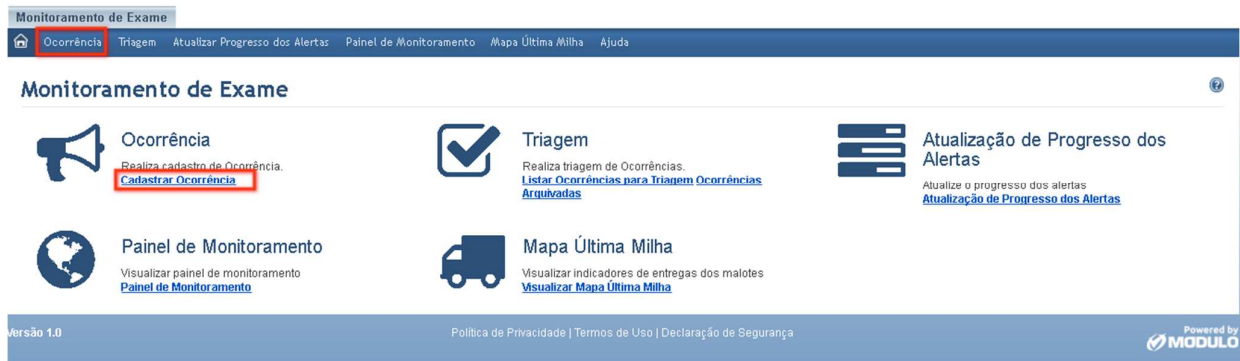 Monitoramento de Exame
Ocorrência Triagem Atualizar Progresso dos Alertas Painel de Monitoramento Mapa Última Milha Ajuda
Monitoramento de Exame
?
Ocorrência
Realiza cadastro de Ocorrência.
Cadastrar Ocorrência
Triagem
Realiza triagem de Ocorrências.
Listar Ocorrências para Triagem Ocorrências
Arquivadas
Atualização de Progresso dos
Alertas
Atualize o progresso dos alertas
Atualização de Progresso dos Alertas
Painel de Monitoramento
Visualizar painel de monitoramento
Painel de Monitoramento
Mapa Última Milha
Visualizar indicadores de entregas dos malotes
Visualizar Mapa Última Milha
Versão 1.0
Política de Privacidade | Termos de Uso | Declaração de Segurança
Powered by
MODULO